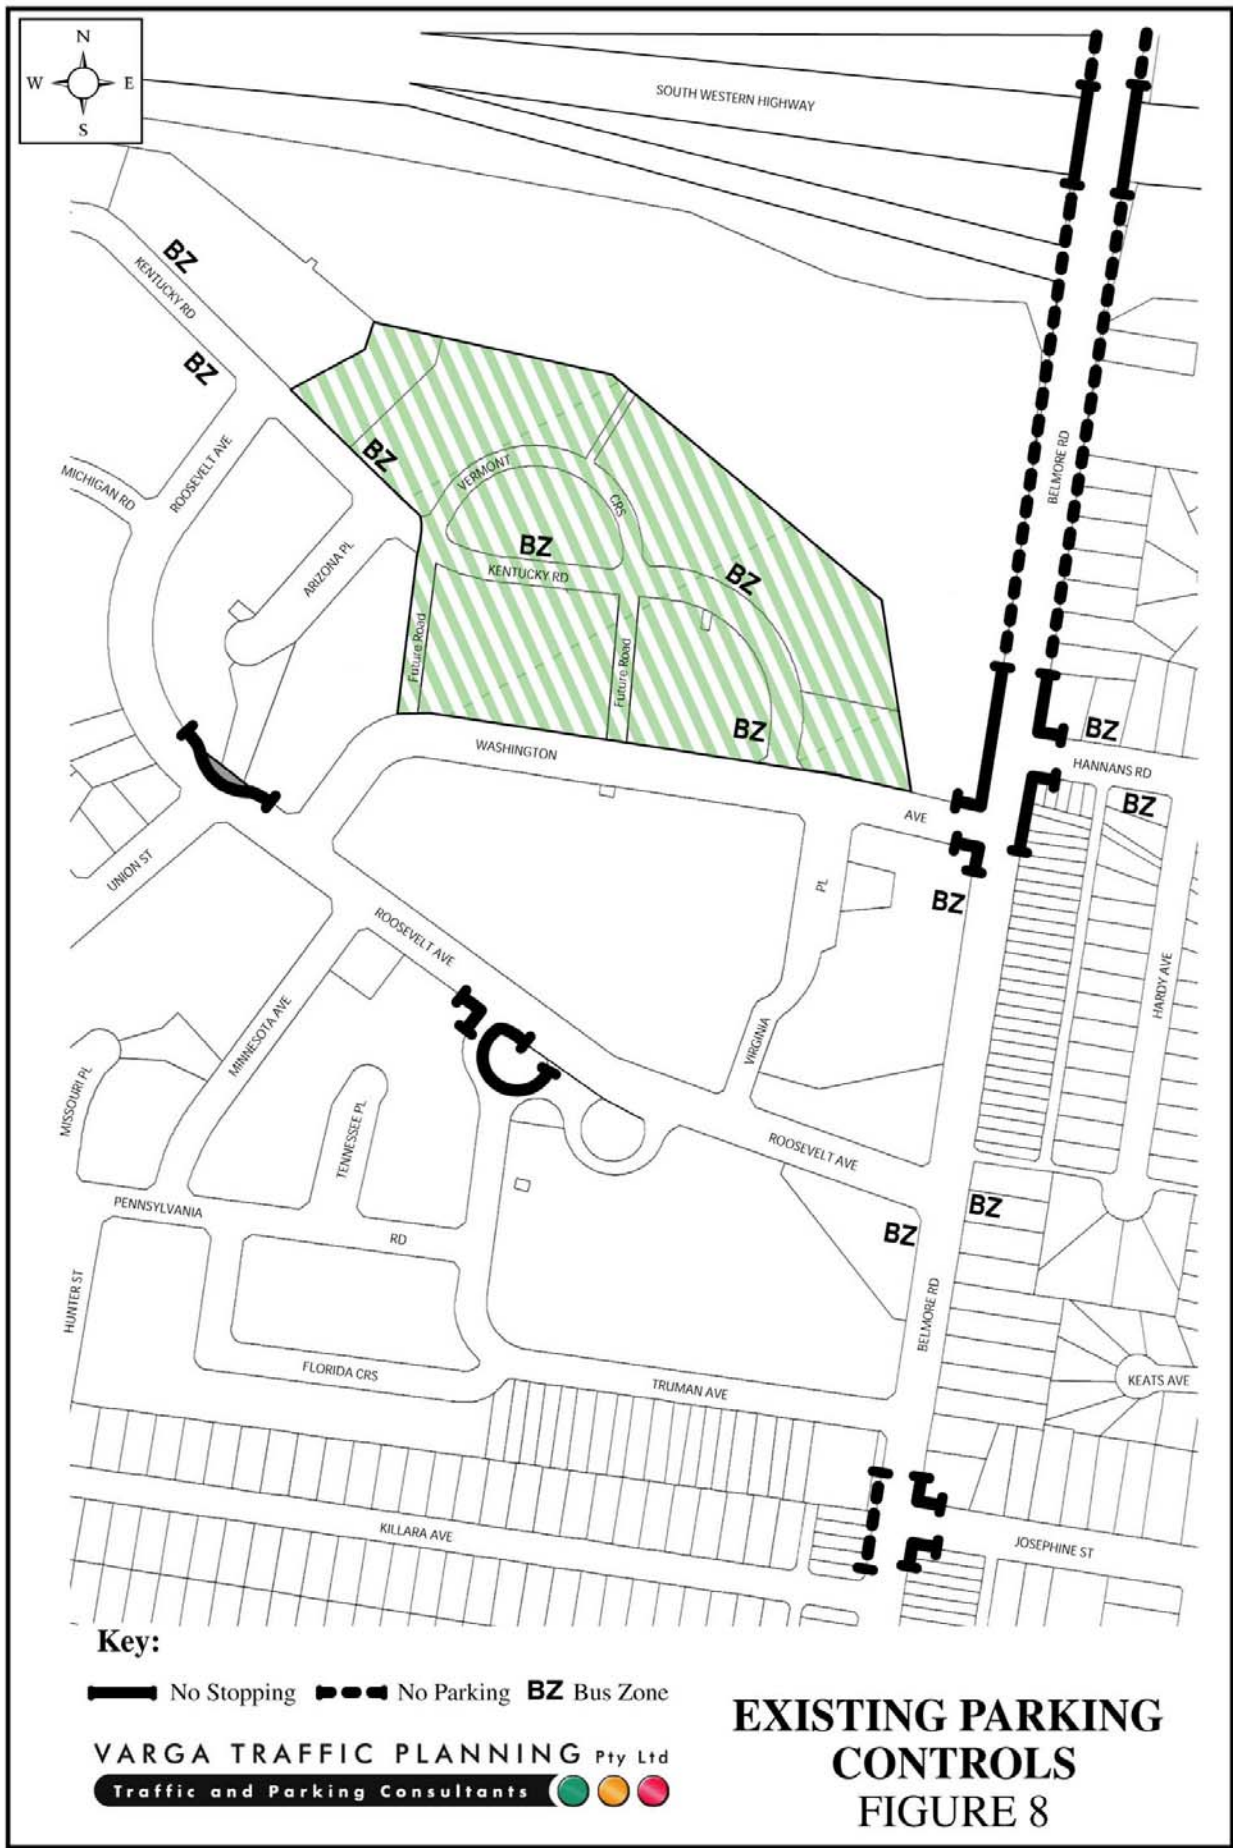 N
W E
S
SOUTH WESTERN HIGHWAY
BZ
KENTUCKY RD
BZ
ROOSEVELT AVE
MICHIGAN RD
BZ
VERMONT
CRS
BELMORE RD
BZ
KENTUCKY RD
BZ
ARIZONA PL
Future Road
Future Road
BZ
BZ
WASHINGTON
HANNANS RD
BZ
AVE
UNION ST
PL
BZ
ROOSEVELT AVE
HARDY AVE
MINNESOTA AVE
VIRGINIA
MISSOURI PL
TENNESSEE PL
ROOSEVELT AVE
PENNSYLVANIA
RD
BZ
BZ
HUNTER ST
BELMORE RD
FLORIDA CRS
TRUMAN AVE
KEATS AVE
KILLARA AVE
JOSEPHINE ST
Key:
No Stopping No Parking BZ Bus Zone
VARGA TRAFFIC PLANNING Pty Ltd
Traffic and Parking Consultants
EXISTING PARKING
CONTROLS
FIGURE 8